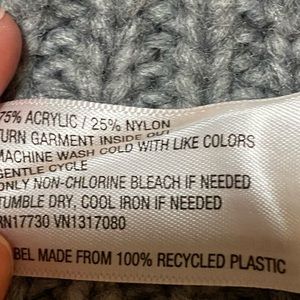 75% ACRYLIC / 25% NYLON
TURN GARMENT INSIDE OUT
MACHINE WASH COLD WITH LIKE COLORS
GENTLE CYCLE
ONLY NON-CHLORINE BLEACH IF NEEDED
TUMBLE DRY, COOL IRON IF NEEDED
RN17730 VN1317080
BEL MADE FROM 100% RECYCLED PLASTIC